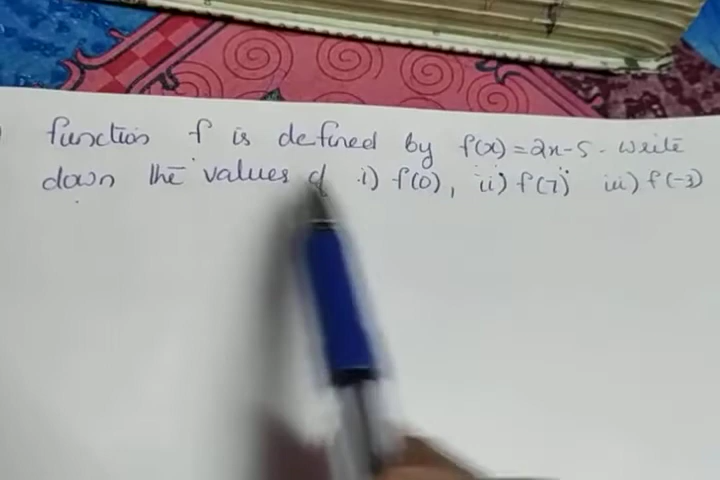 function f is defined by f(x)=2x-5. write
down the values of i) f(0), ii) f(7) iii) f(-3)